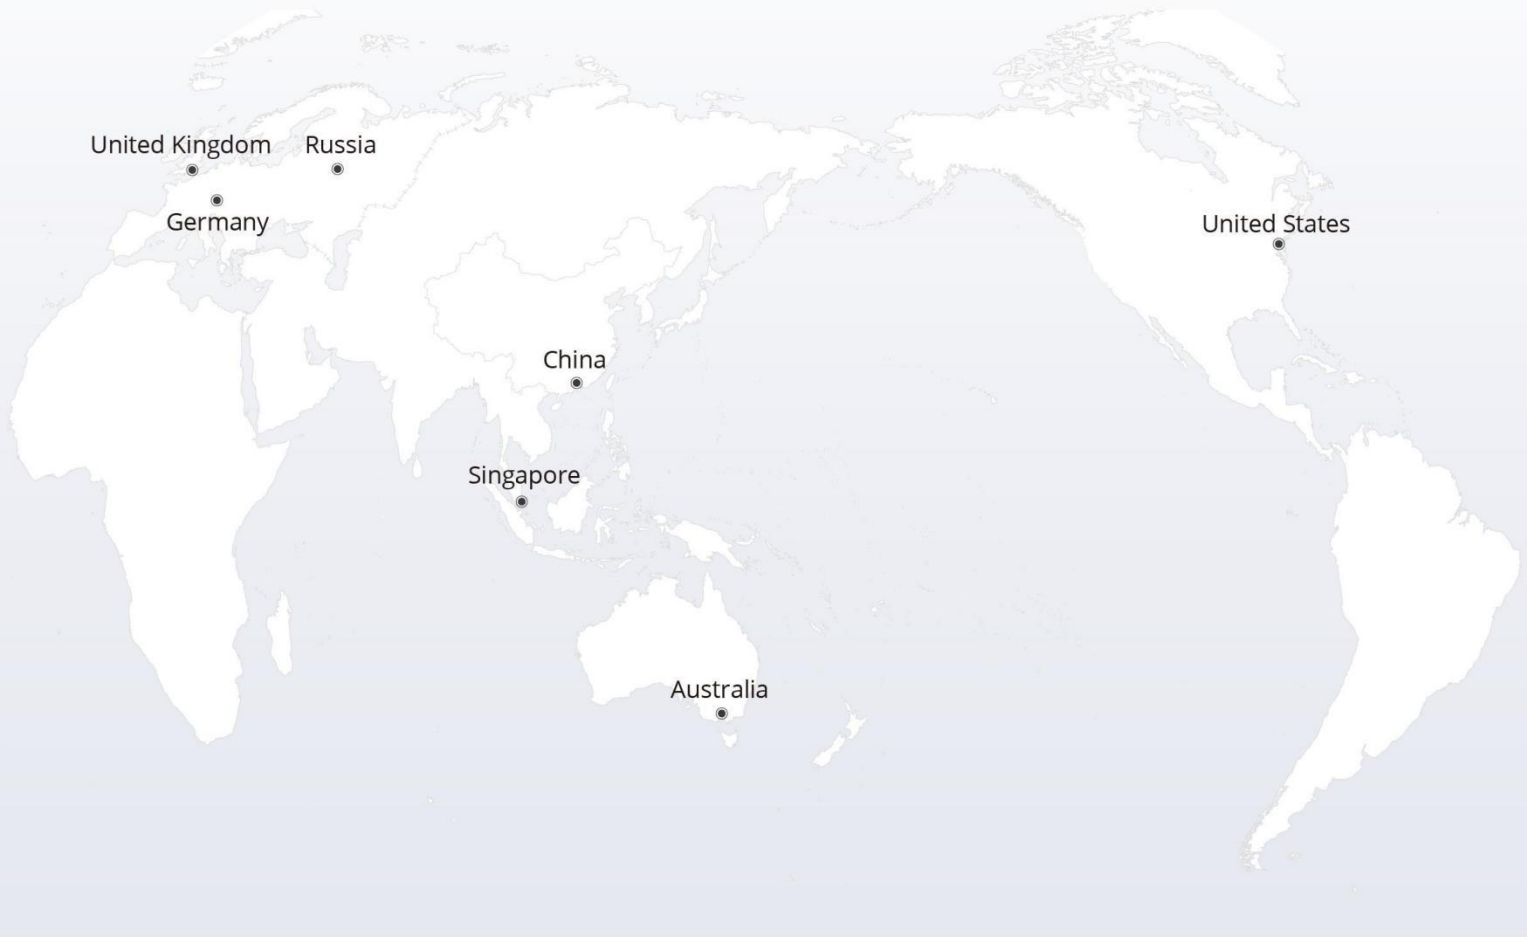 United Kingdom
Russia
Germany
United States
China
Singapore
Australia